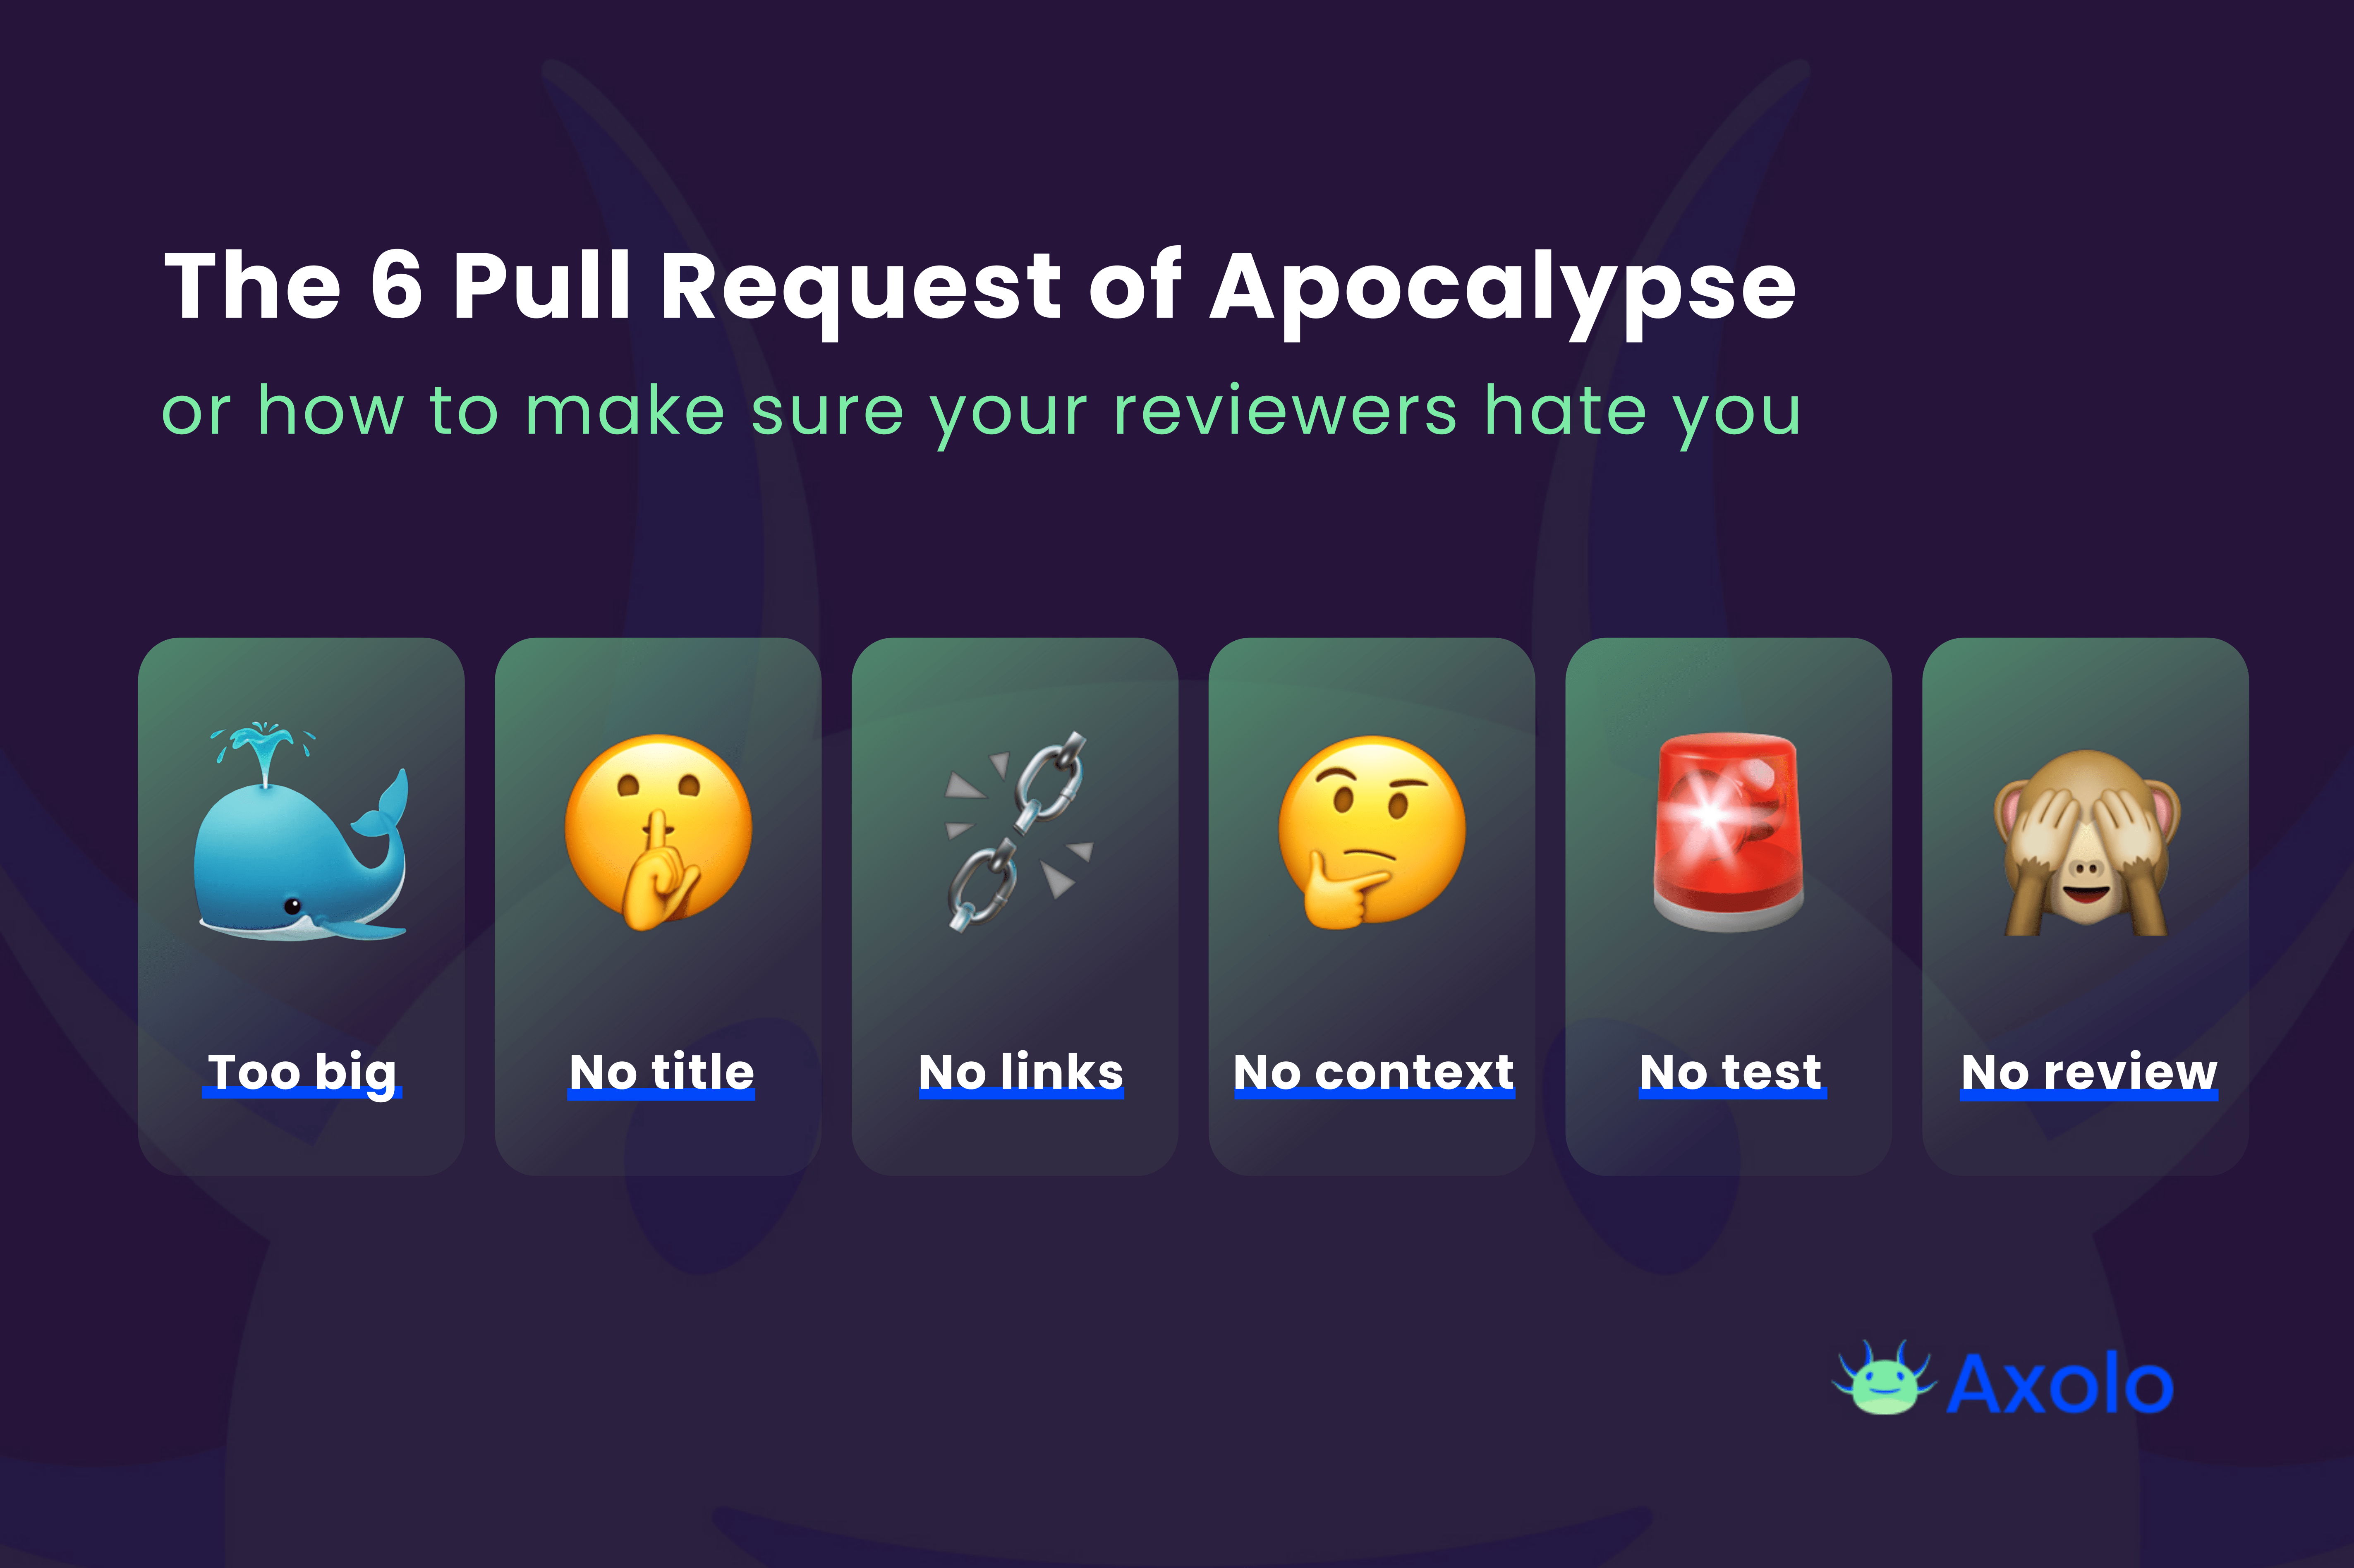 The 6 Pull Request of Apocalypse
or how to make sure your reviewers hate you
Too big
No title
No links
No context
No test
No review
Axolo